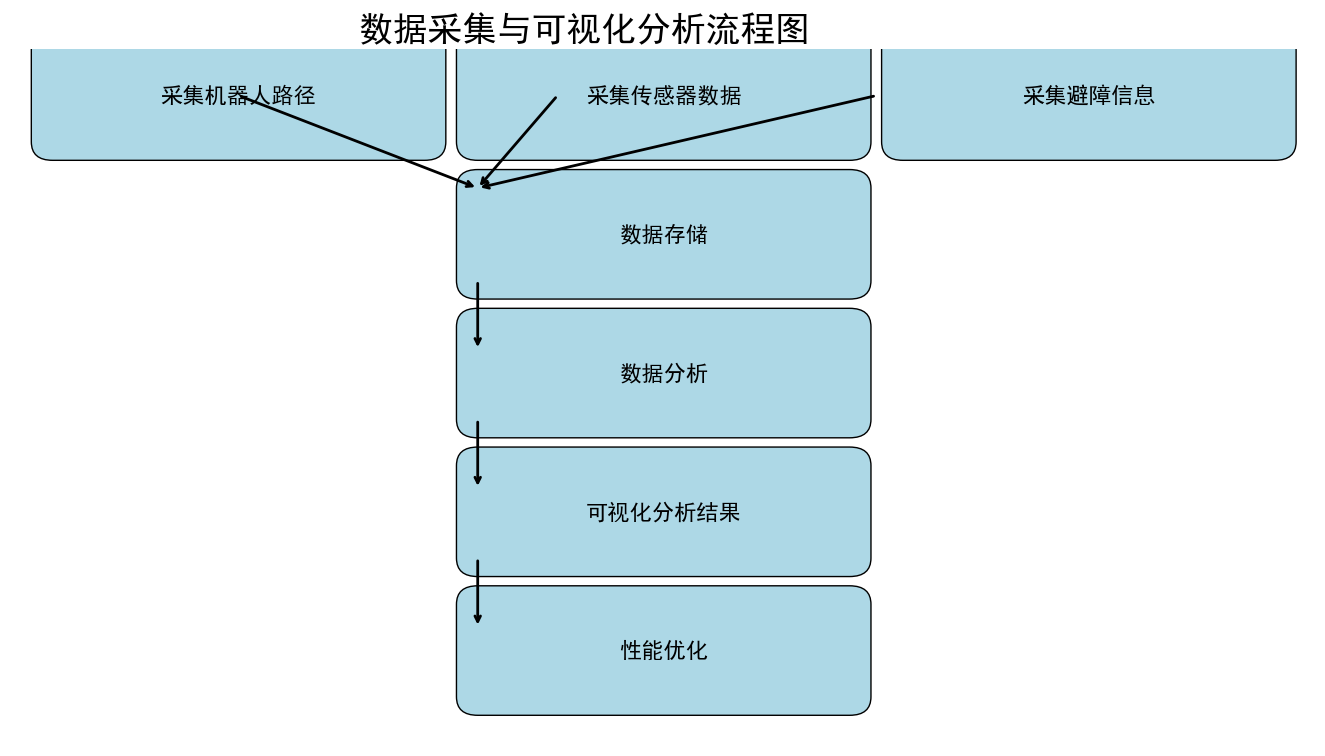 数据采集与可视化分析流程图
采集机器人路径
采集传感器数据
采集避障信息
数据存储
数据分析
可视化分析结果
性能优化